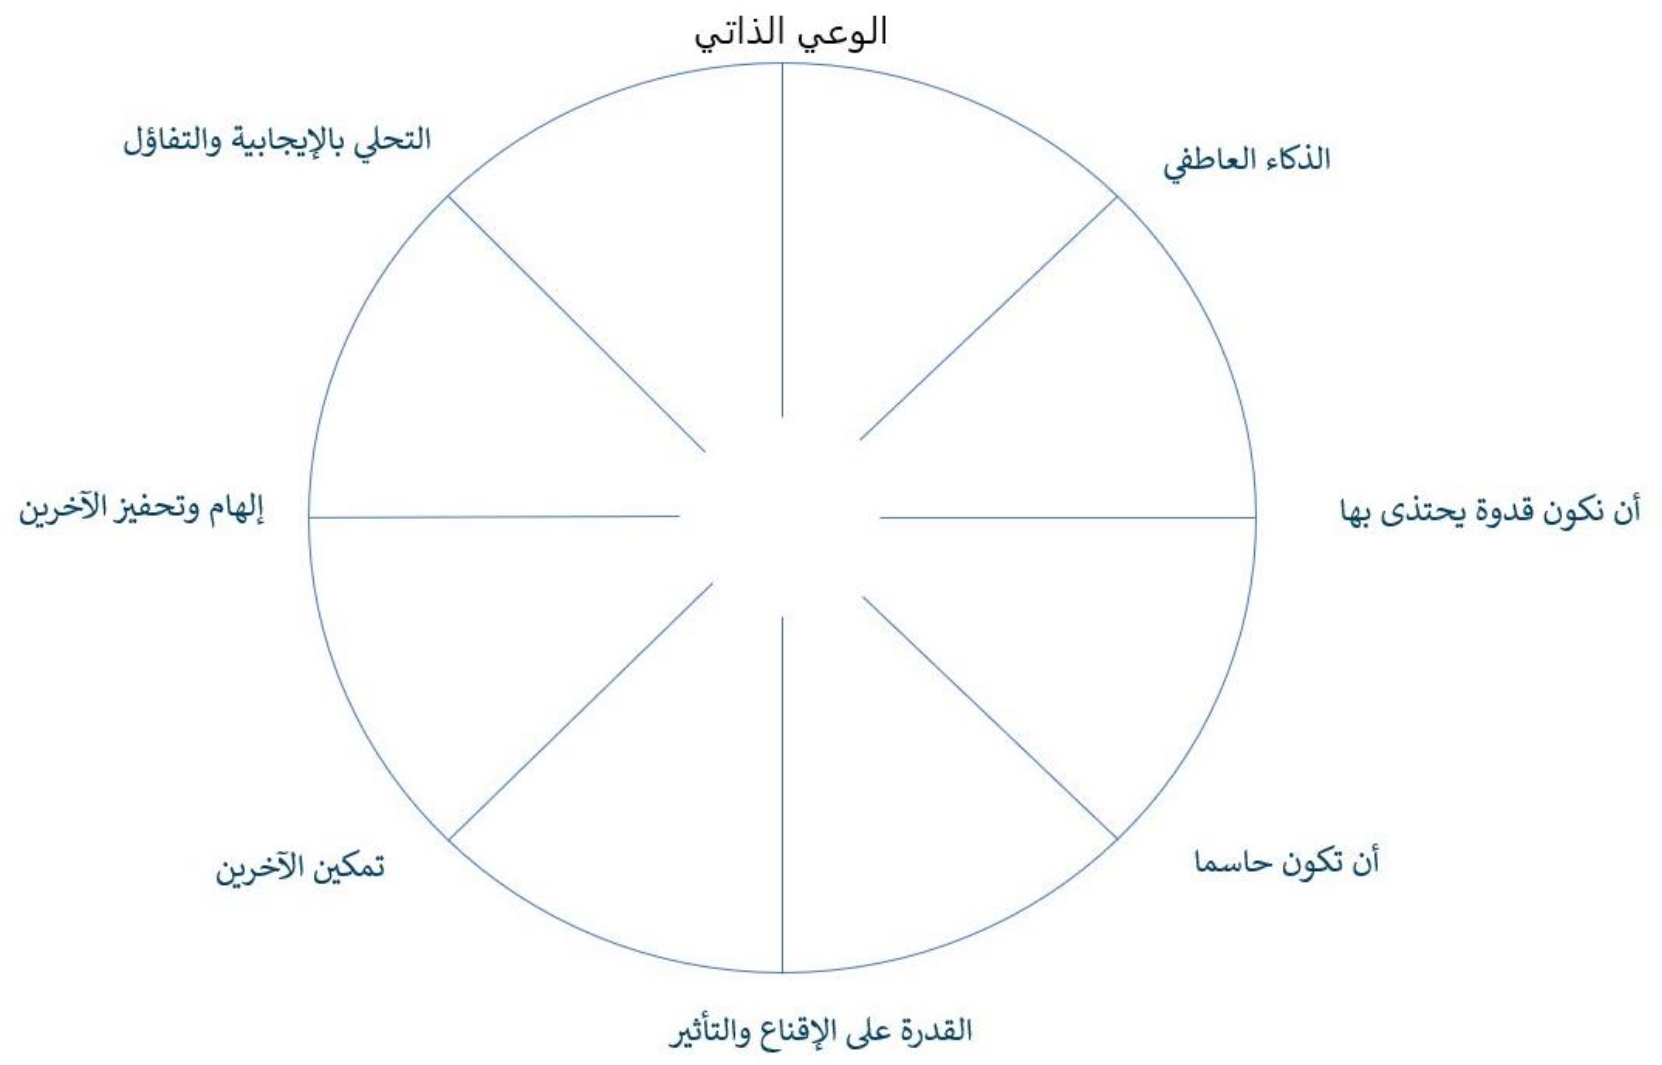 الوعي الذاتي
التحلي بالإيجابية والتفاؤل
الذكاء العاطفي
إلهام وتحفيز الآخرين
أن نكون قدوة يحتذى بها
تمكين الآخرين
أن تكون حاسما
القدرة على الإقناع والتأثير